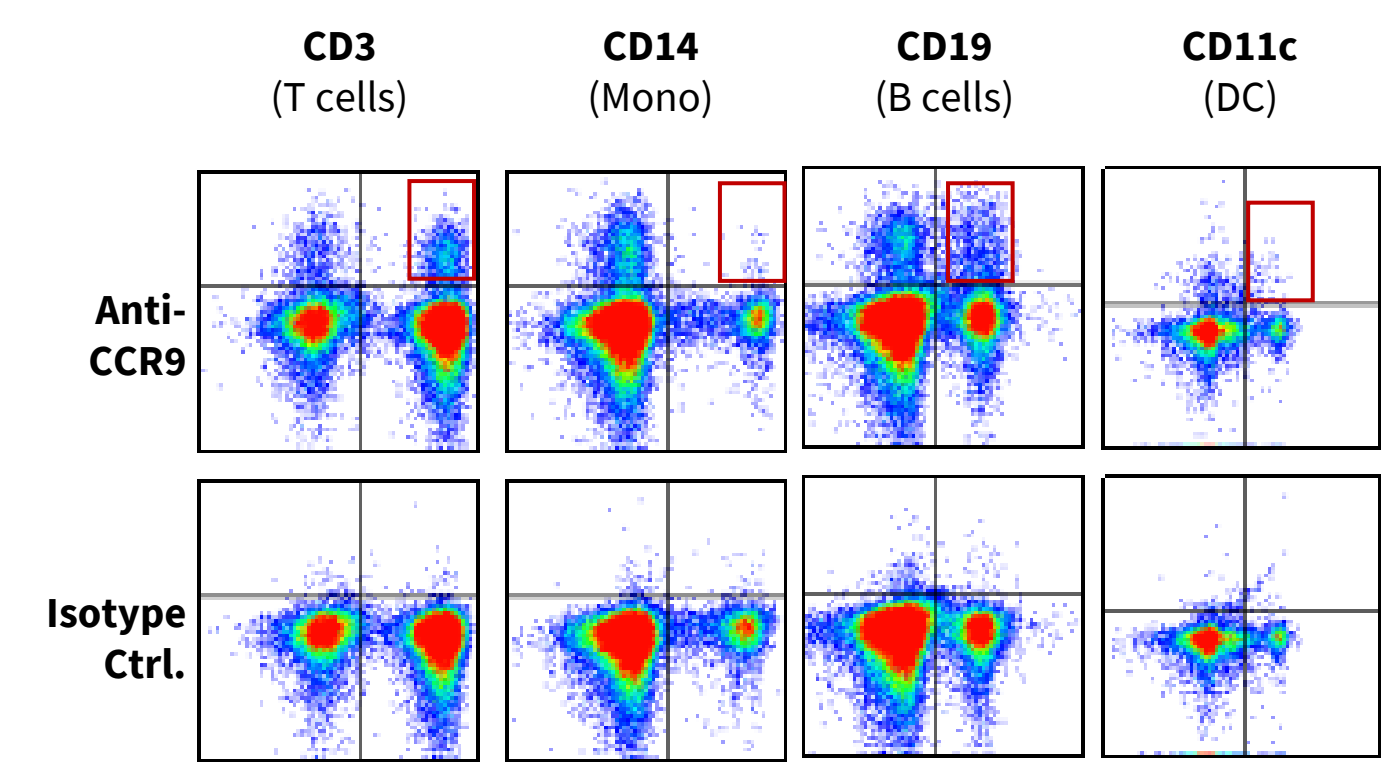 CD3
(T cells)
CD14
(Mono)
CD19
(B cells)
CD11c
(DC)
Anti-
CCR9
Isotype
Ctrl.